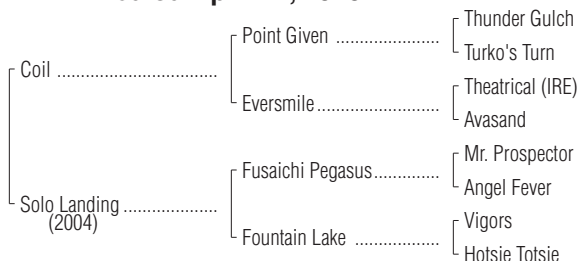 Thunder Gulch
Point Given ..................
Turko's Turn
Coil ................................
Theatrical (IRE)
Eversmile.......................
Avasand
Mr. Prospector
Fusaichi Pegasus............
Angel Fever
Solo Landing ..................
(2004)
Vigors
Fountain Lake ................
Hotsie Totsie